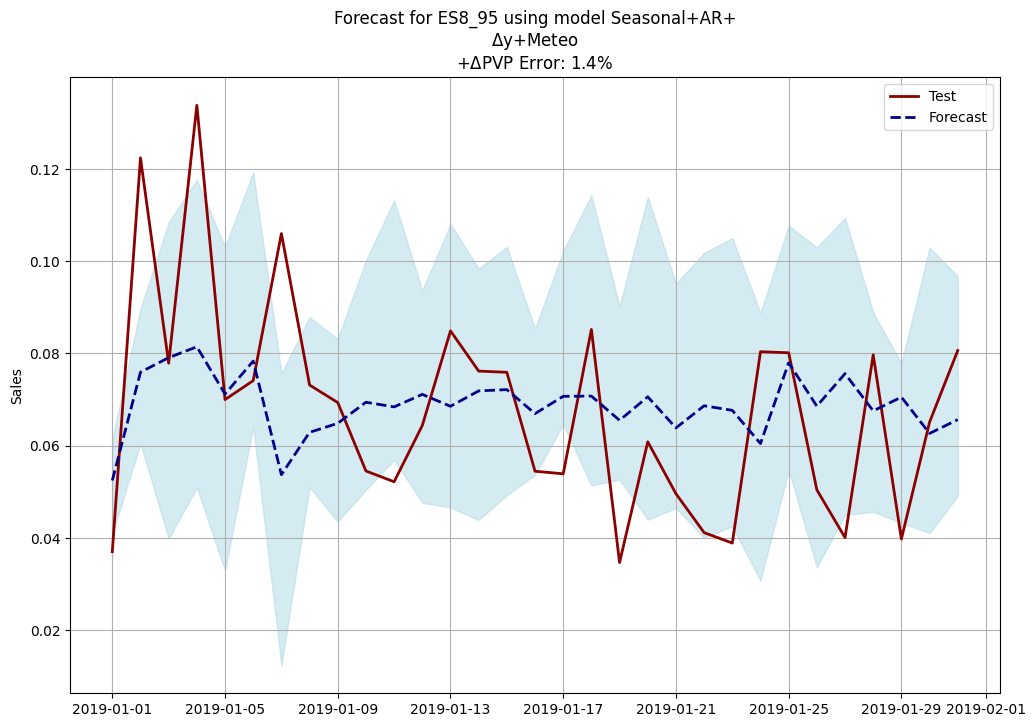 Forecast for ES8_95 using model Seasonal+AR+
Δy+Meteo
+ΔPVP Error: 1.4%
Test
Forecast
Sales
0.12
0.10
0.08
0.06
0.04
0.02
2019-01-01 2019-01-05 2019-01-09 2019-01-13 2019-01-17 2019-01-21 2019-01-25 2019-01-29 2019-02-01